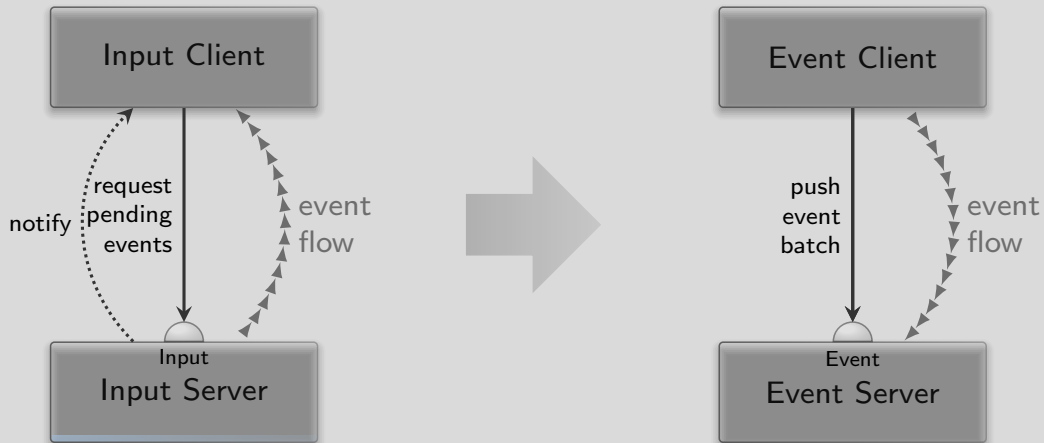 Input Client
notify
request
pending
events
event
flow
Input
Input Server
Event Client
push
event
batch
event
flow
Event
Event Server